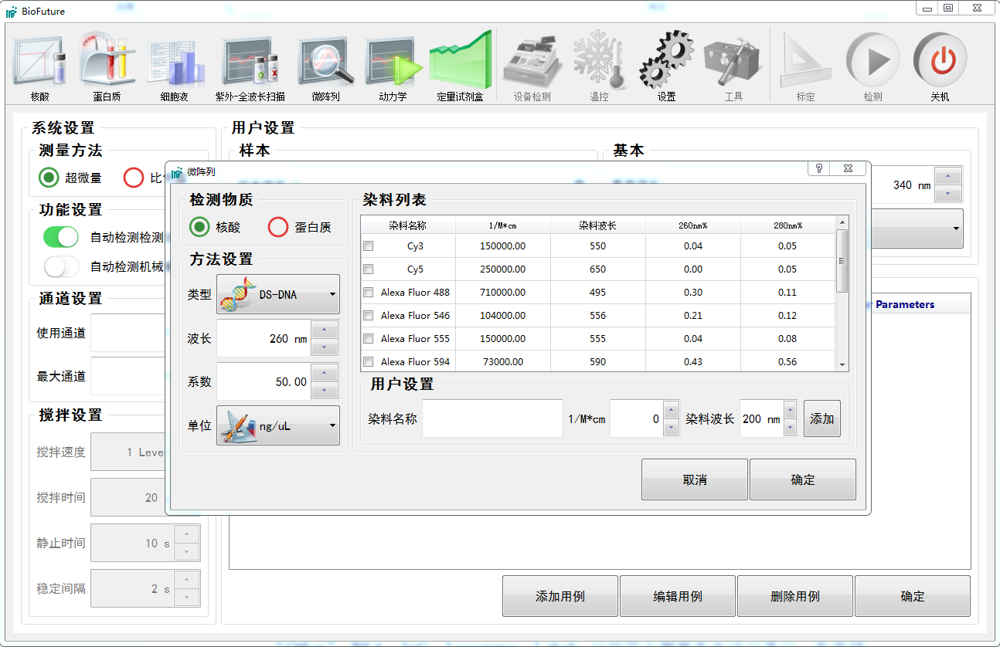 BioFuture
核酸
蛋白质
细胞液
紫外-全波长扫描
微阵列
动力学
定量试剂盒
设备检测
温控
设置
工具
标定
检测
关机
系统设置
测量方法
超微量
功能设置
自动检测检测
自动检测机械
通道设置
使用通道
最大通道
搅拌设置
搅拌速度 1 Leve
搅拌时间 20
静止时间 10 s
稳定间隔 2 s
用户设置
样本
基本
340 nm
Parameters
微阵列
检测物质
核酸 蛋白质
方法设置
类型 DS-DNA
波长 260 nm
系数 50.00
单位 ng/uL
染料列表
染料名称 1/M*cm 染料波长 260nm% 280nm%
Cy3 150000.00 550 0.04 0.05
Cy5 250000.00 650 0.00 0.05
Alexa Fluor 488 710000.00 495 0.30 0.11
Alexa Fluor 546 104000.00 556 0.21 0.12
Alexa Fluor 555 150000.00 555 0.04 0.08
Alexa Fluor 594 73000.00 590 0.43 0.56
用户设置
染料名称 1/M*cm 0 染料波长 200 nm 添加
取消 确定
添加用例 编辑用例 删除用例 确定